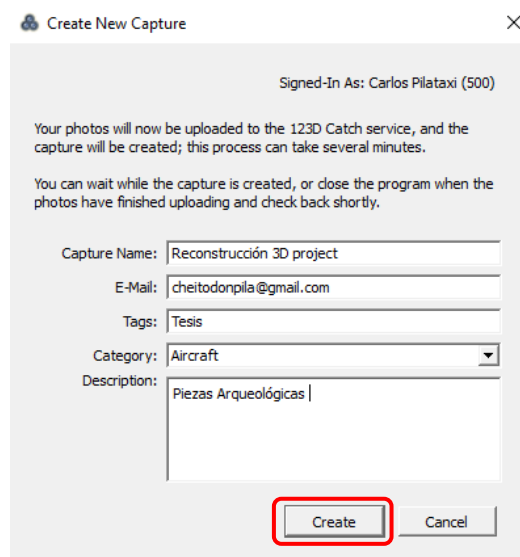 Create New Capture
Signed-In As: Carlos Pilataxi (500)
Your photos will now be uploaded to the 123D Catch service, and the
capture will be created; this process can take several minutes.
You can wait while the capture is created, or close the program when the
photos have finished uploading and check back shortly.
Capture Name: Reconstrucción 3D project
E-Mail: cheitodonpila@gmail.com
Tags: Tesis
Category: Aircraft
Description: Piezas Arqueológicas
Create Cancel